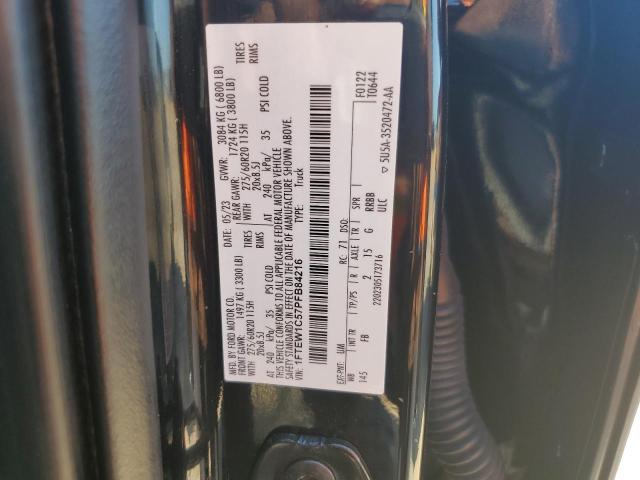 MFD. BY FORD MOTOR CO. DATE: 05/23 GVWR: 3084 KG ( 6800 LB)
FRONT GAWR: 1497 KG ( 3300 LB) REAR GAWR: 1724 KG ( 3800 LB)
WITH 275/60R20 115H TIRES WITH 275/60R20 115H TIRES
20x8.5J RIMS 20x8.5J RIMS
AT 240 kPa/ 35 PSI COLD AT 240 kPa/ 35 PSI COLD
THIS VEHICLE CONFORMS TO ALL APPLICABLE FEDERAL MOTOR VEHICLE
SAFETY STANDARDS IN EFFECT ON THE DATE OF MANUFACTURE SHOWN ABOVE.
VIN: 1FTEW1C57PFB84216 TYPE: Truck
F0122
T0644
EXT-PNT: UM RC: 71 DSO:
WB INT TR TP/PS R AXLE TR SPR
145 FB 2 15 G RRBB
2202305173716 ULC
▽ 5U5A-3520472-AA